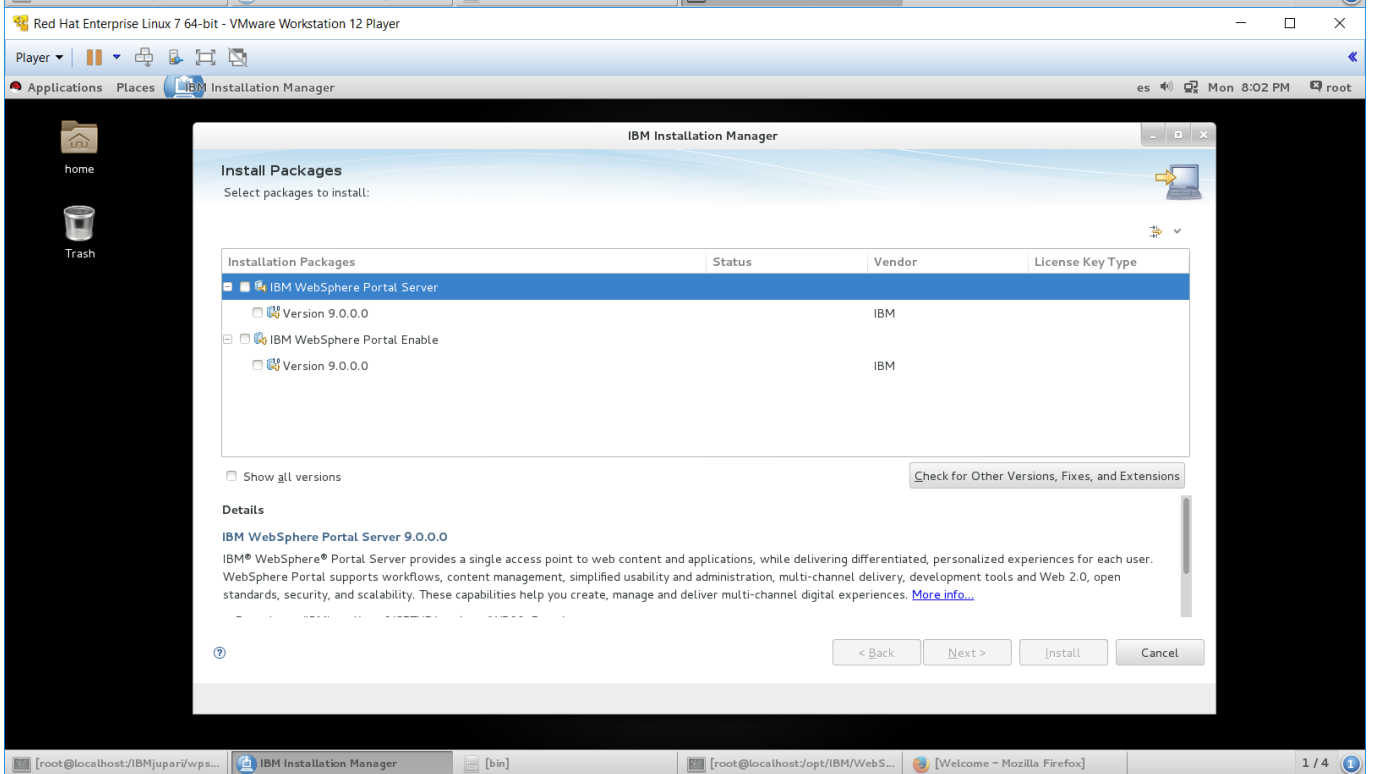 Red Hat Enterprise Linux 7 64-bit - VMware Workstation 12 Player
Player
Applications Places IBM Installation Manager es Mon 8:02 PM root
home
Trash
IBM Installation Manager
Install Packages
Select packages to install:
Installation Packages Status Vendor License Key Type
IBM WebSphere Portal Server
Version 9.0.0.0 IBM
IBM WebSphere Portal Enable
Version 9.0.0.0 IBM
Show all versions
Check for Other Versions, Fixes, and Extensions
Details
IBM WebSphere Portal Server 9.0.0.0
IBM® WebSphere® Portal Server provides a single access point to web content and applications, while delivering differentiated, personalized experiences for each user.
WebSphere Portal supports workflows, content management, simplified usability and administration, multi-channel delivery, development tools and Web 2.0, open
standards, security, and scalability. These capabilities help you create, manage and deliver multi-channel digital experiences. More info...
< Back Next > Install Cancel
[root@localhost:/IBMjupari/wps... IBM Installation Manager [bin] [root@localhost:/opt/IBM/WebS... [Welcome - Mozilla Firefox] 1 / 4 1